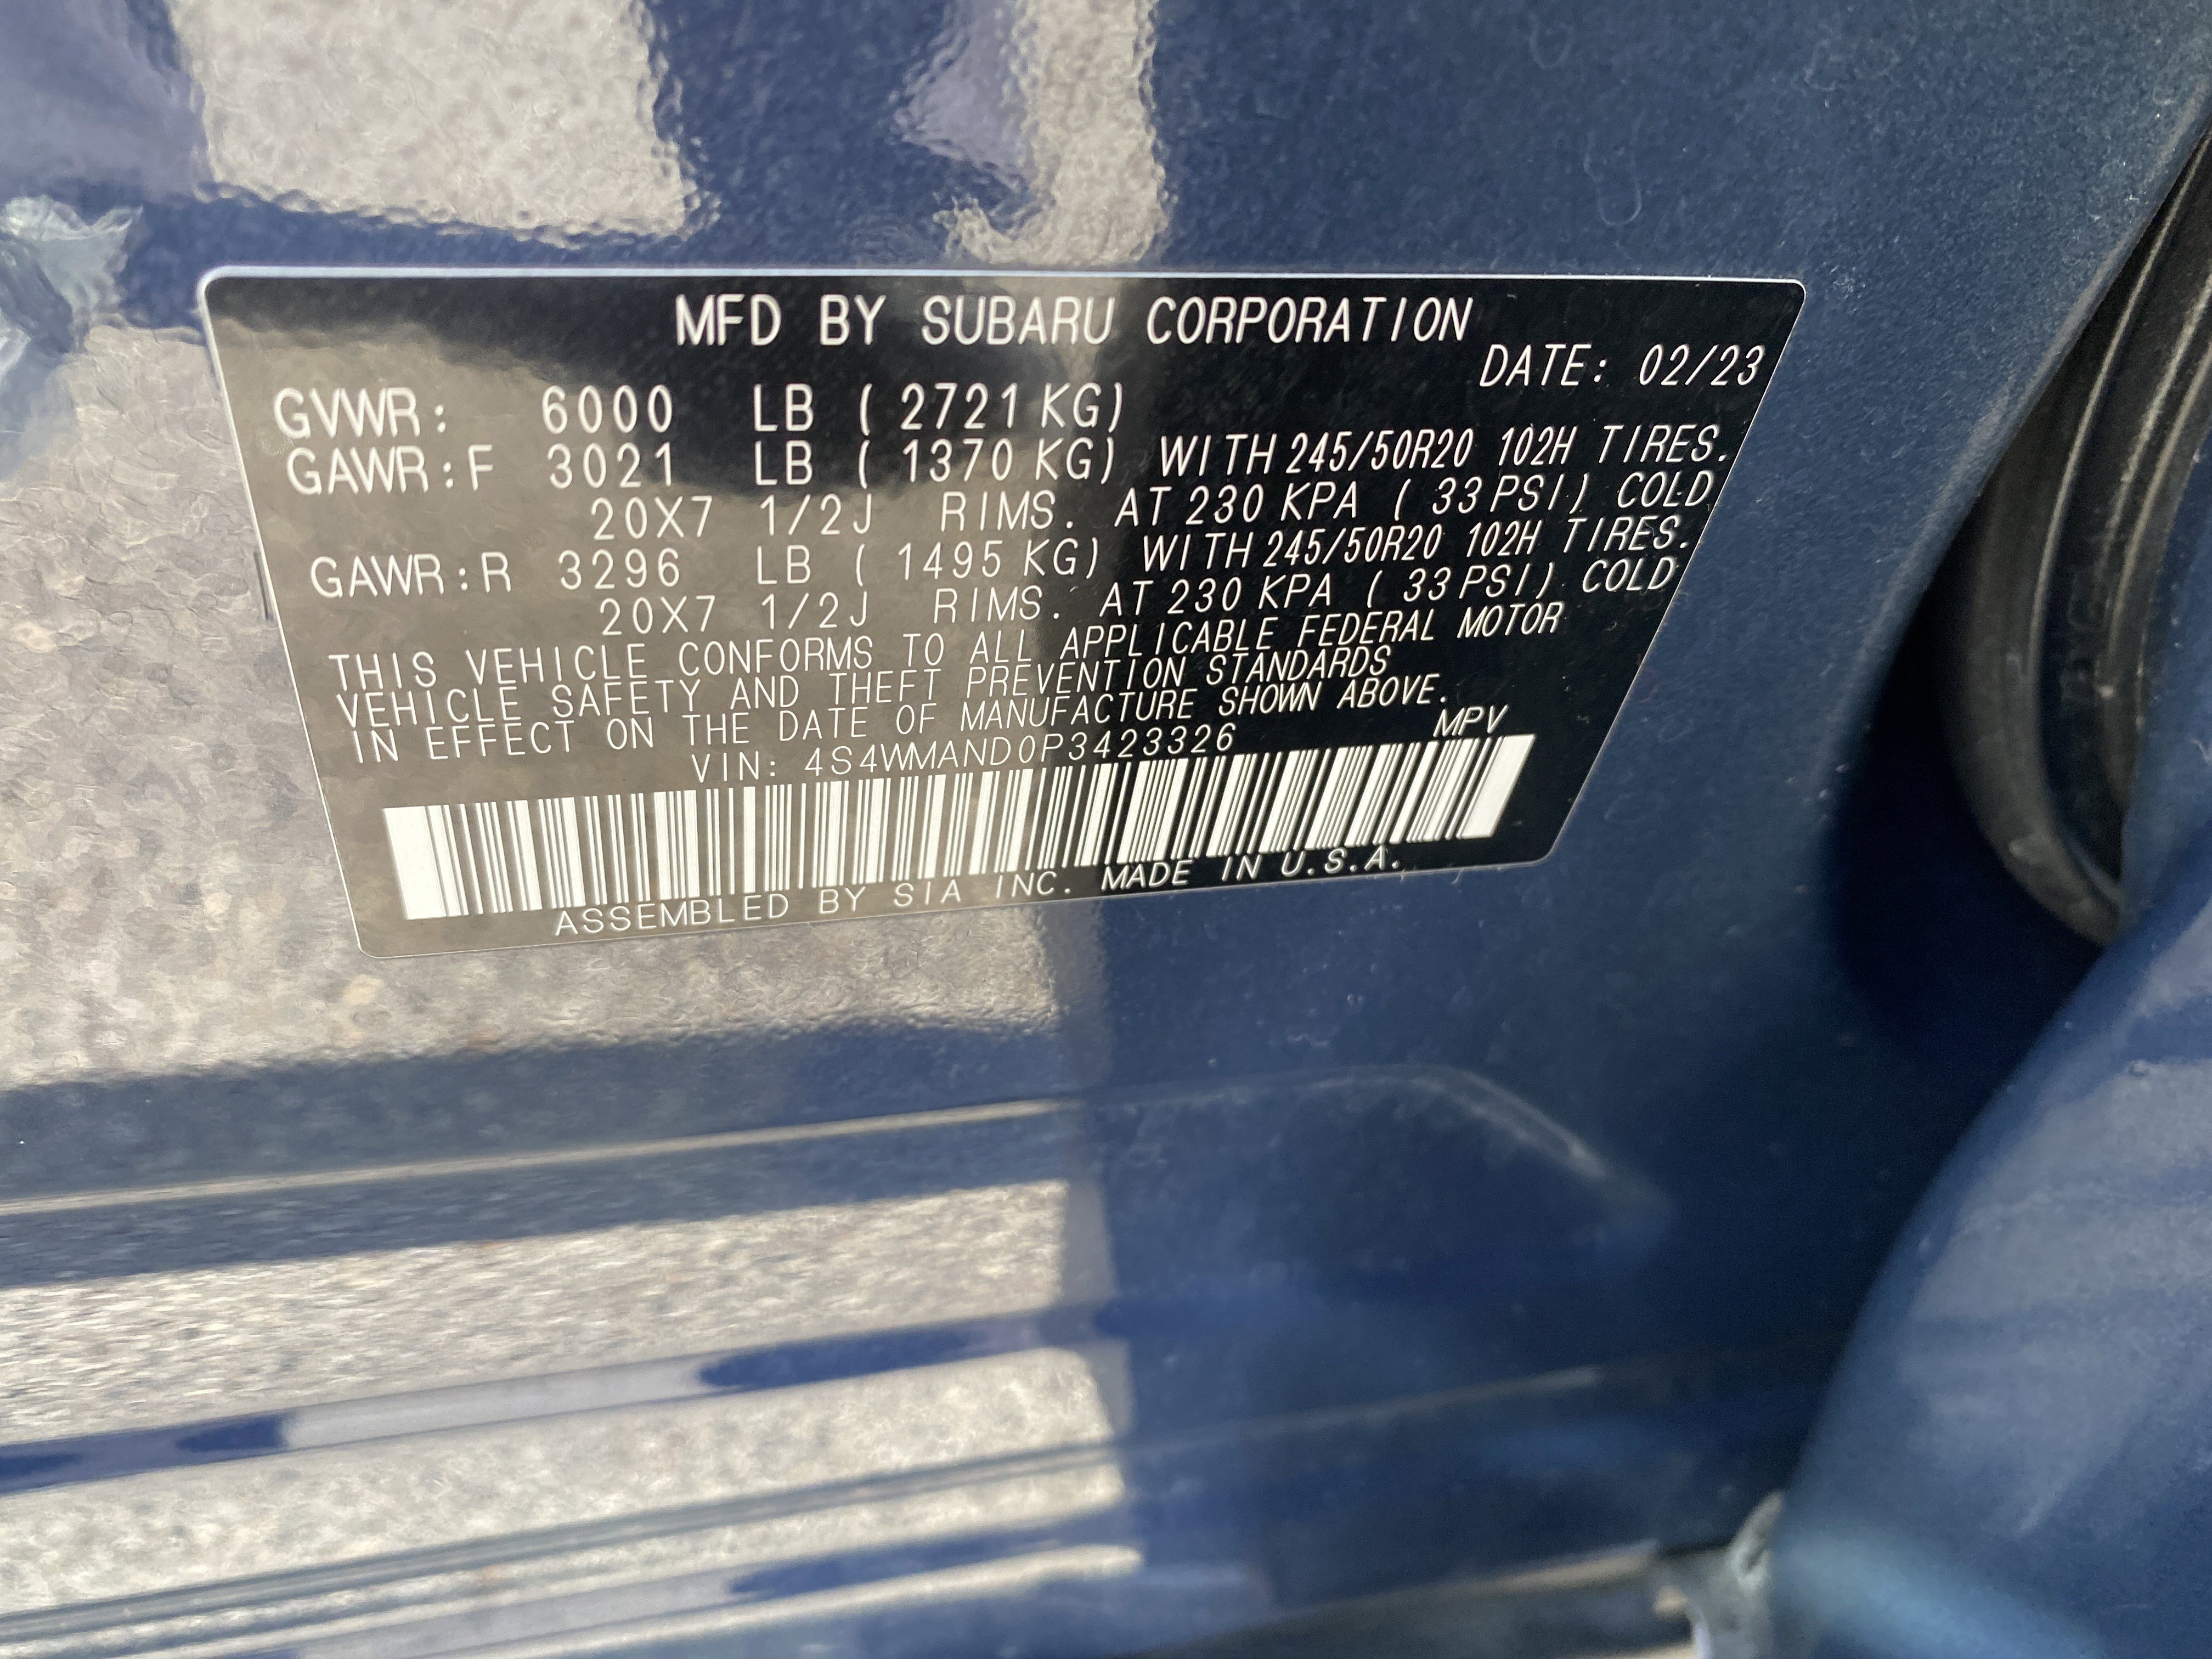 MFD BY SUBARU CORPORATION
DATE: 02/23
GVWR: 6000 LB ( 2721 KG)
GAWR:F 3021 LB ( 1370 KG) WITH 245/50R20 102H TIRES.
20X7 1/2J RIMS. AT 230 KPA ( 33 PSI) COLD
GAWR:R 3296 LB ( 1495 KG) WITH 245/50R20 102H TIRES.
20X7 1/2J RIMS. AT 230 KPA ( 33 PSI) COLD
THIS VEHICLE CONFORMS TO ALL APPLICABLE FEDERAL MOTOR
VEHICLE SAFETY AND THEFT PREVENTION STANDARDS
IN EFFECT ON THE DATE OF MANUFACTURE SHOWN ABOVE.
VIN: 4S4WMAND0P3423326 MPV
ASSEMBLED BY SIA INC. MADE IN U.S.A.